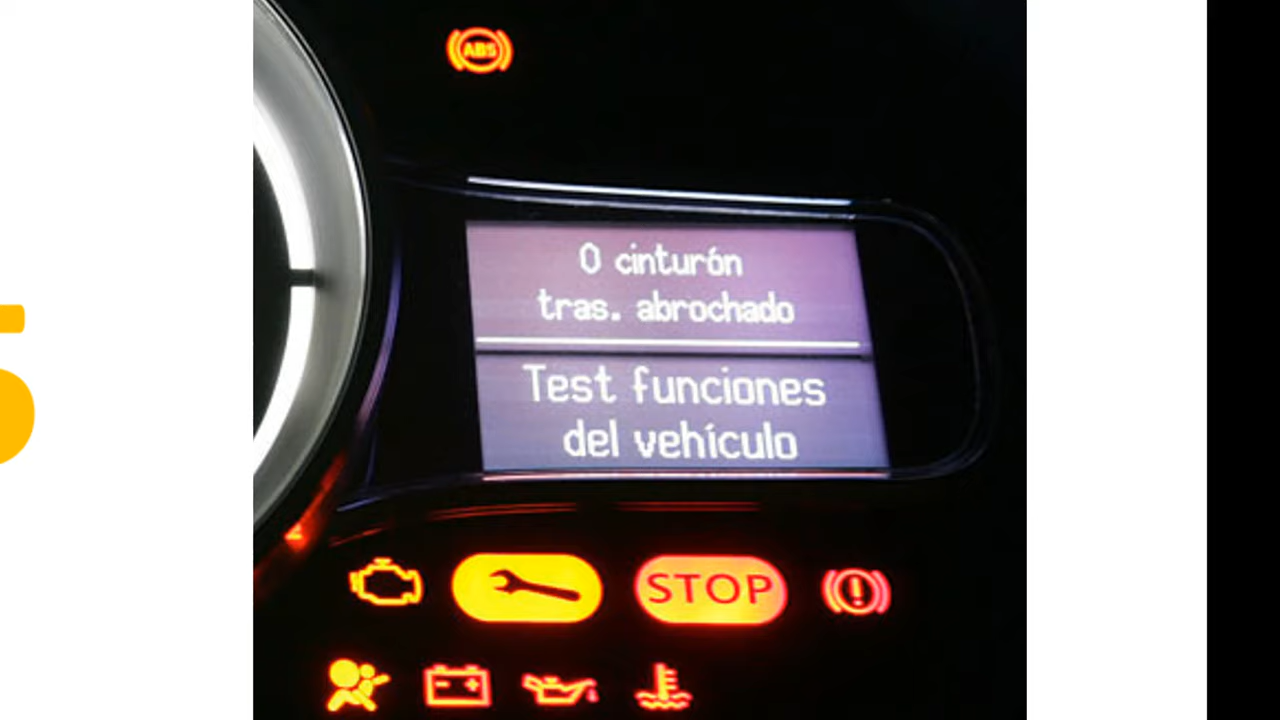 ABS
0 cinturón
tras. abrochado
Test funciones
del vehículo
STOP